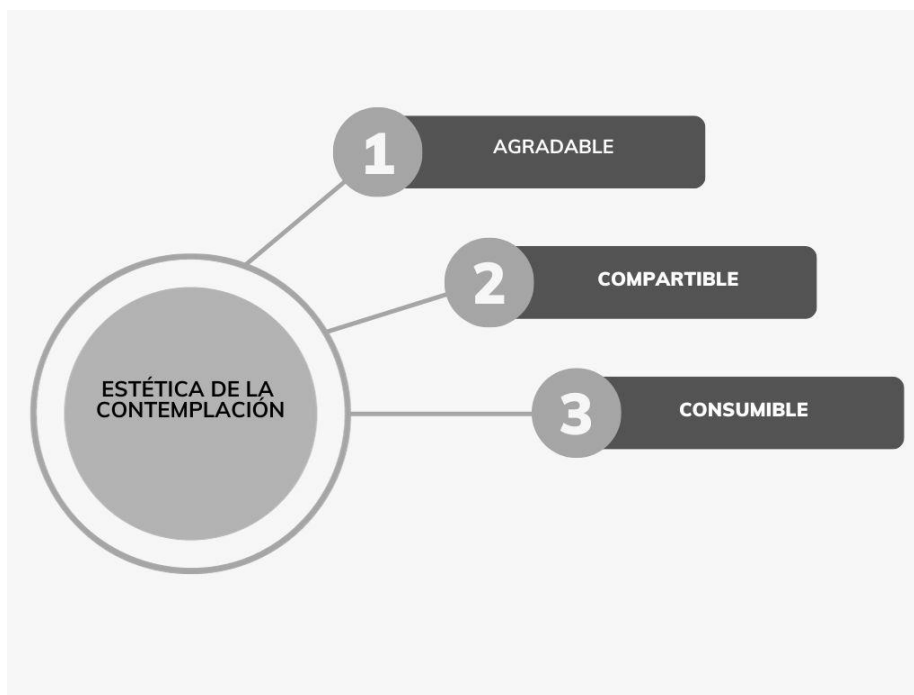 1
AGRADABLE
2
COMPARTIBLE
ESTÉTICA DE LA
CONTEMPLACIÓN
3
CONSUMIBLE